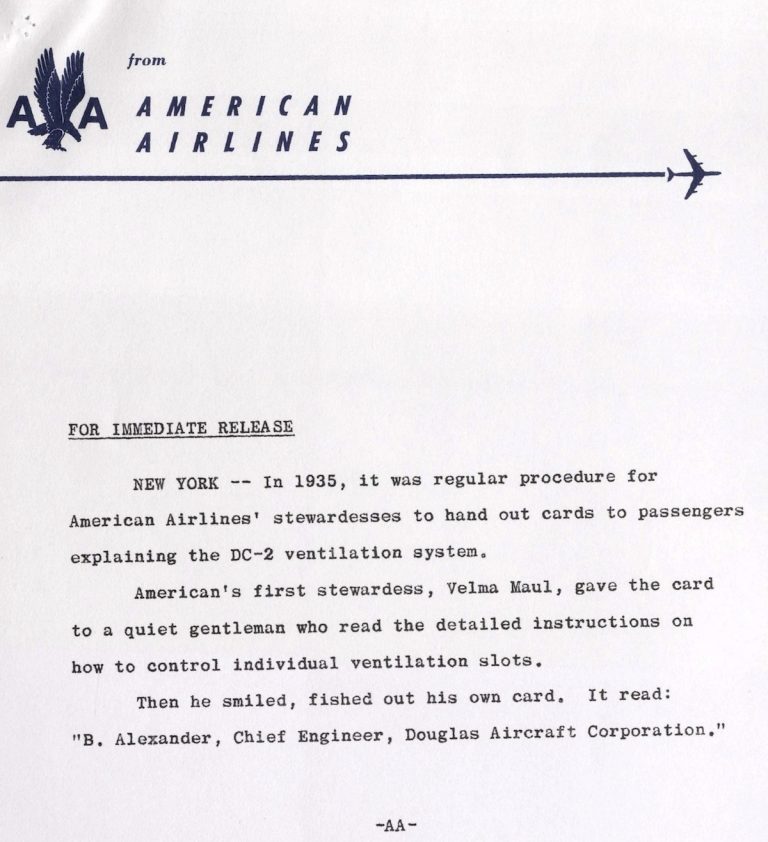 from
AA AMERICAN
AIRLINES
FOR IMMEDIATE RELEASE
NEW YORK -- In 1935, it was regular procedure for
American Airlines' stewardesses to hand out cards to passengers
explaining the DC-2 ventilation system.
American's first stewardess, Velma Maul, gave the card
to a quiet gentleman who read the detailed instructions on
how to control individual ventilation slots.
Then he smiled, fished out his own card. It read:
"B. Alexander, Chief Engineer, Douglas Aircraft Corporation."
-AA-